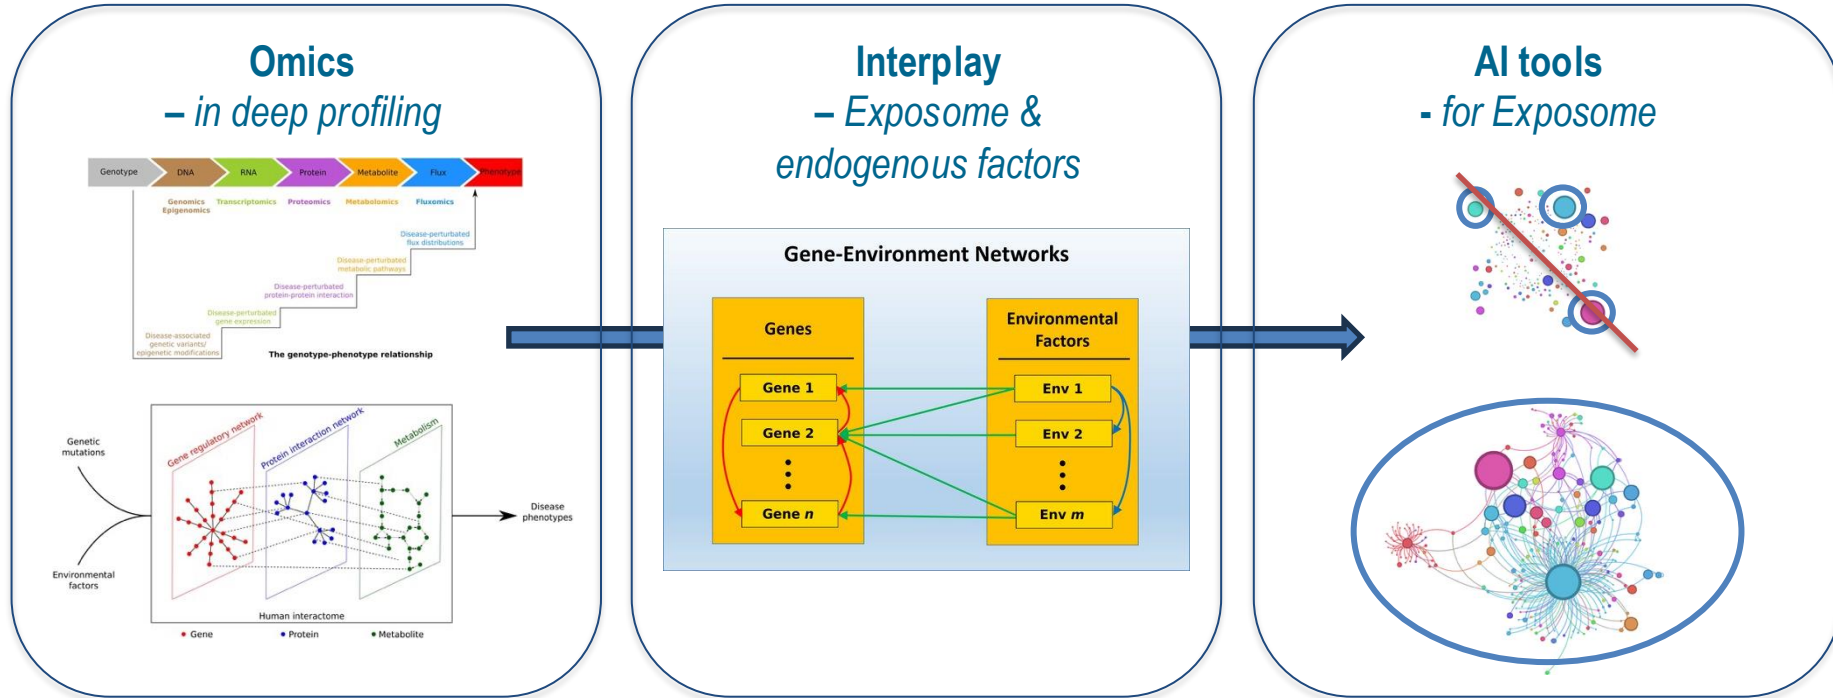 Omics
– in deep profiling
Genotype
DNA
RNA
Protein
Metabolite
Flux
Phenotype
Genomics
Epigenomics
Transcriptomics
Proteomics
Metabolomics
Fluxomics
Disease-perturbated
flux distributions
Disease-perturbated
metabolic pathways
Disease-perturbated
protein-protein interaction
Disease-perturbated
gene expression
Disease-associated
genetic variants/
epigenetic modifications
The genotype-phenotype relationship
Genetic
mutations
Environmental
factors
Gene regulatory network
Protein interaction network
Metabolism
Human interactome
Disease
phenotypes
Gene
Protein
Metabolite
Interplay
– Exposome &
endogenous factors
Gene-Environment Networks
Genes
Gene 1
Gene 2
Gene n
Environmental
Factors
Env 1
Env 2
Env m
AI tools
- for Exposome